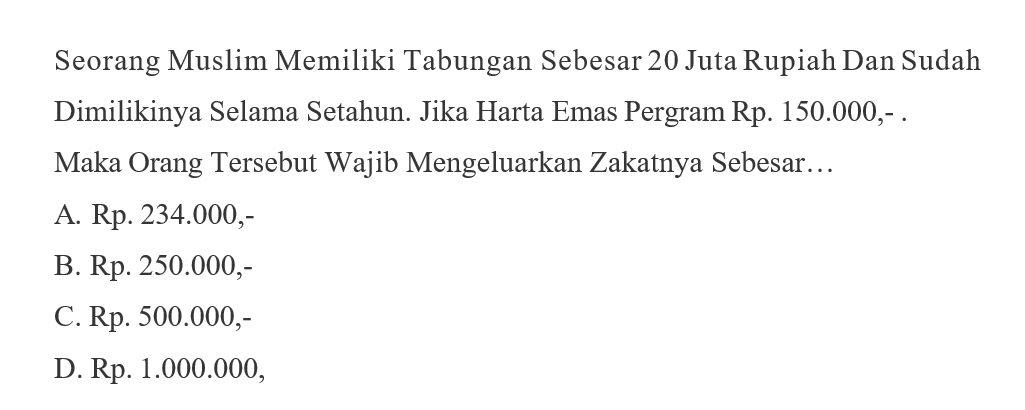 Seorang Muslim Memiliki Tabungan Sebesar 20 Juta Rupiah Dan Sudah
Dimilikinya Selama Setahun. Jika Harta Emas Pergram Rp. 150.000,- .
Maka Orang Tersebut Wajib Mengeluarkan Zakatnya Sebesar…
A. Rp. 234.000,-
B. Rp. 250.000,-
C. Rp. 500.000,-
D. Rp. 1.000.000,